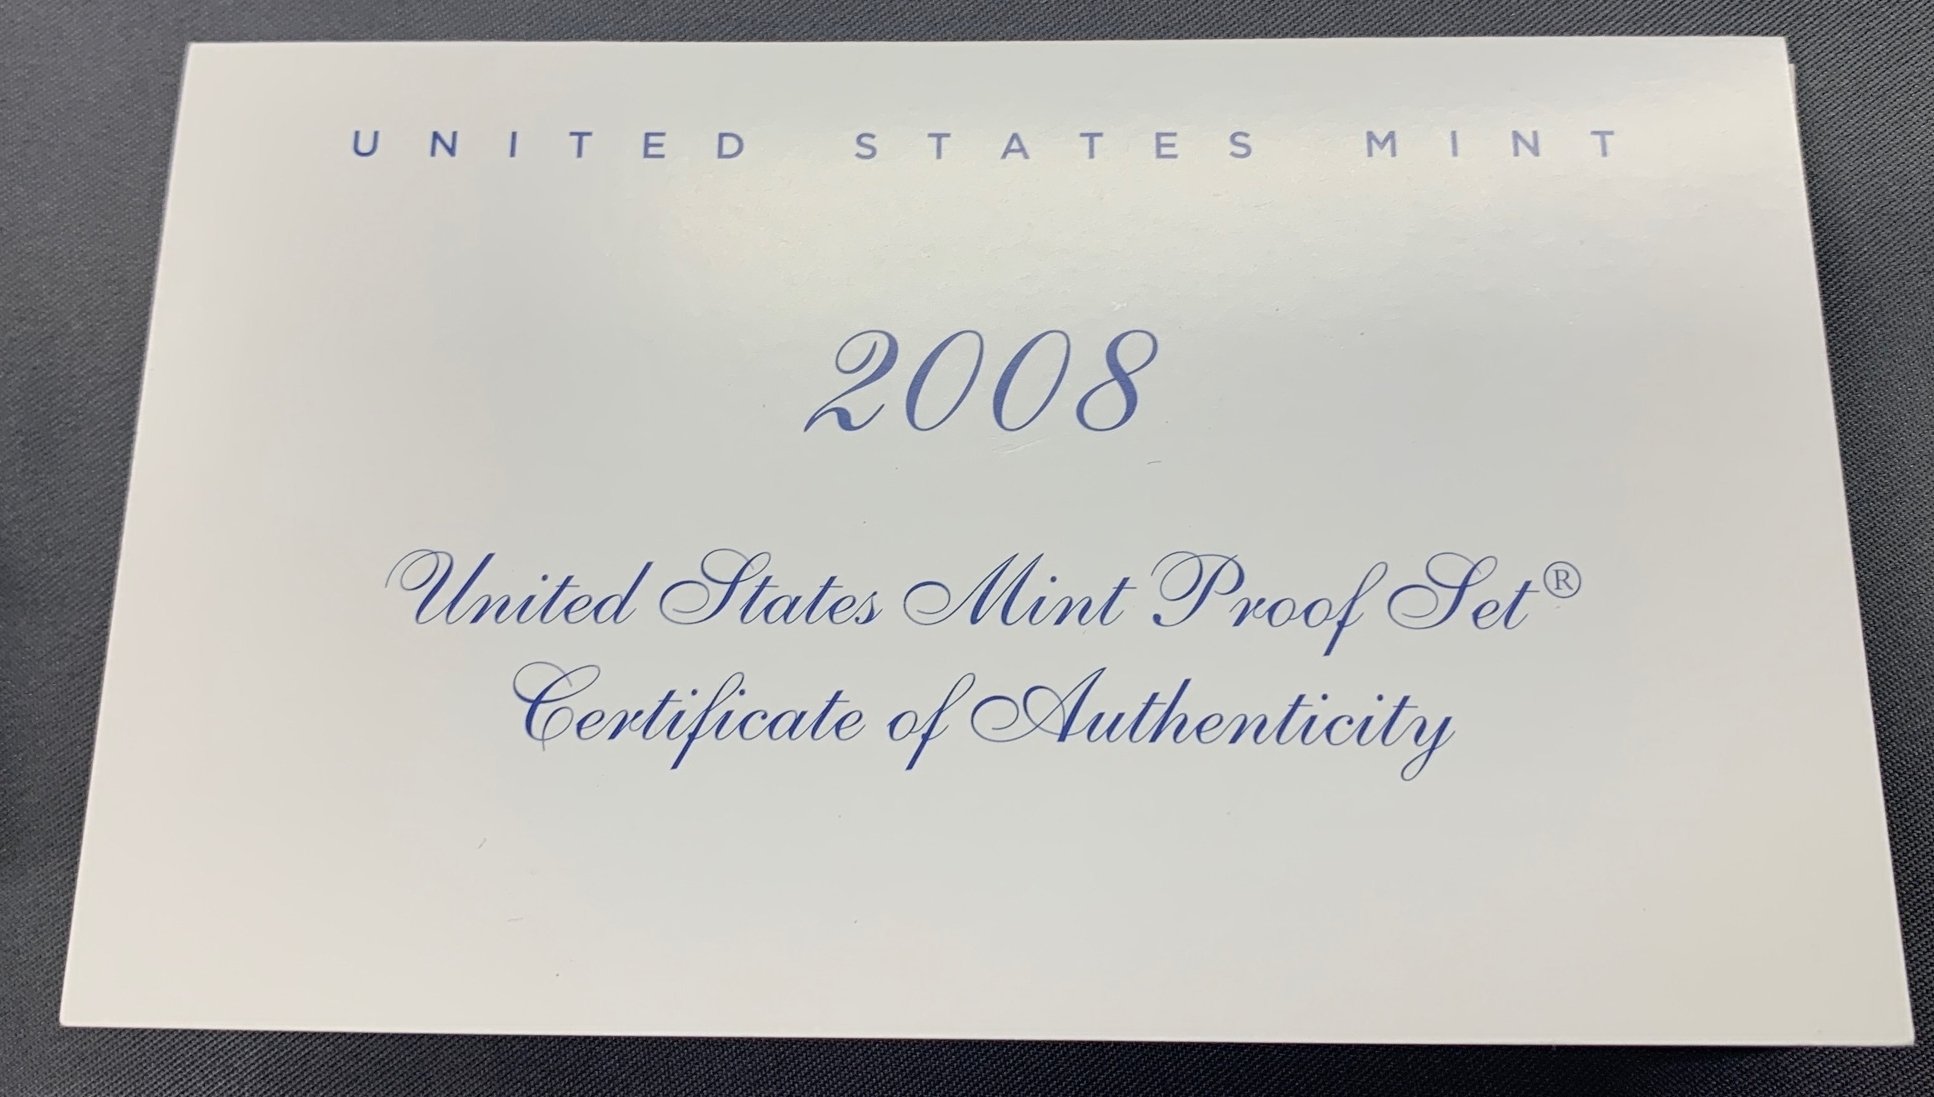 UNITED STATES MINT
2008
United States Mint Proof Set®
Certificate of Authenticity